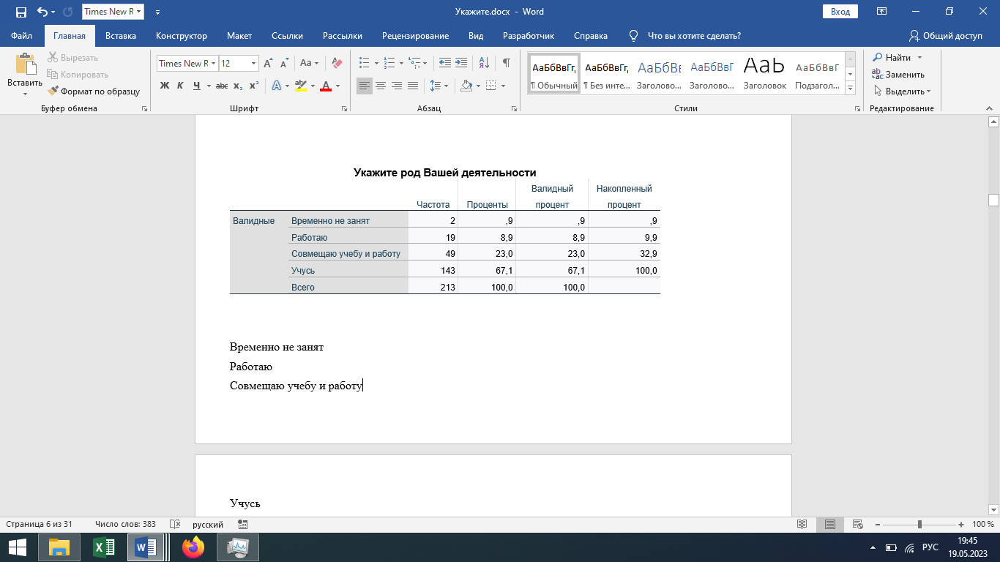 Times New R
Укажите.docx - Word
Вход
Файл Главная Вставка Конструктор Макет Ссылки Рассылки Рецензирование Вид Разработчик Справка Что вы хотите сделать? Общий доступ
Вставить
Вырезать
Копировать
Формат по образцу
Буфер обмена
Times New R 12
Aa
Ж К Ч abc x₂ x²
Шрифт
Абзац
АаБбВвГг, АаБбВвГг, АаБбВı АаБбВвГ АаЬ АаБбВвГ
¶ Обычный ¶ Без инте... Заголово... Заголово... Заголовок Подзагол...
Стили
Найти
Заменить
Выделить
Редактирование
Укажите род Вашей деятельности
Частота Проценты Валидный процент Накопленный процент
Валидные Временно не занят 2 ,9 ,9 ,9
Работаю 19 8,9 8,9 9,9
Совмещаю учебу и работу 49 23,0 23,0 32,9
Учусь 143 67,1 67,1 100,0
Всего 213 100,0 100,0
Временно не занят
Работаю
Совмещаю учебу и работу
Учусь
Страница 6 из 31 Число слов: 383 русский 100 %
РУС
19:45
19.05.2023